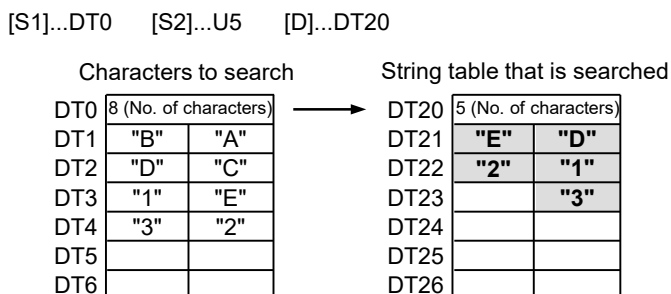 [S1]...DT0 [S2]...U5 [D]...DT20
Characters to search String table that is searched
DT0 8 (No. of characters) DT20 5 (No. of characters)
DT1 "B" "A" DT21 "E" "D"
DT2 "D" "C" DT22 "2" "1"
DT3 "1" "E" DT23 "3"
DT4 "3" "2" DT24
DT5 DT25
DT6 DT26